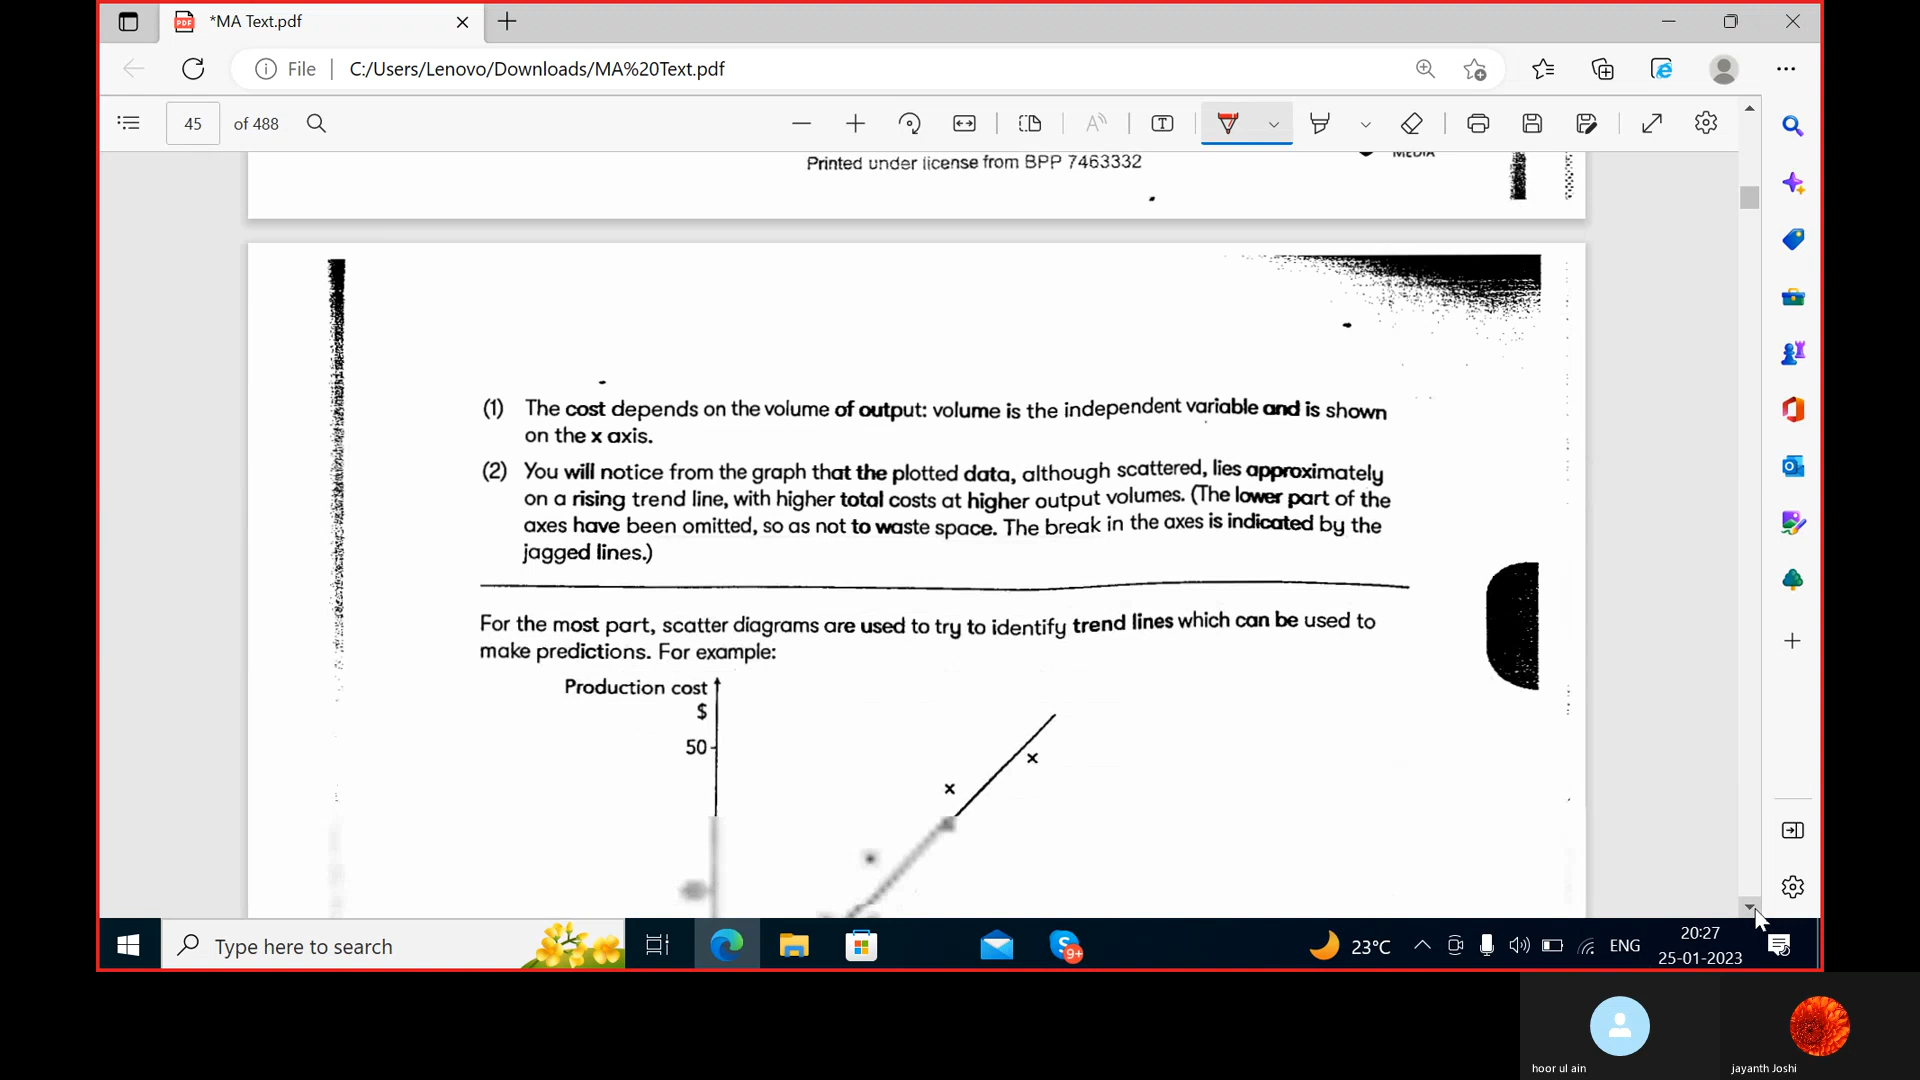 *MA Text.pdf
File
C:/Users/Lenovo/Downloads/MA%20Text.pdf
45 of 488
Printed under license from BPP 7463332
MEDIA
(1) The cost depends on the volume of output: volume is the independent variable and is shown
on the x axis.
(2) You will notice from the graph that the plotted data, although scattered, lies approximately
on a rising trend line, with higher total costs at higher output volumes. (The lower part of the
axes have been omitted, so as not to waste space. The break in the axes is indicated by the
jagged lines.)
For the most part, scatter diagrams are used to try to identify trend lines which can be used to
make predictions. For example:
Production cost
$
50
Type here to search
9+
23°C
ENG
20:27
25-01-2023
hoor ul ain
jayanth Joshi